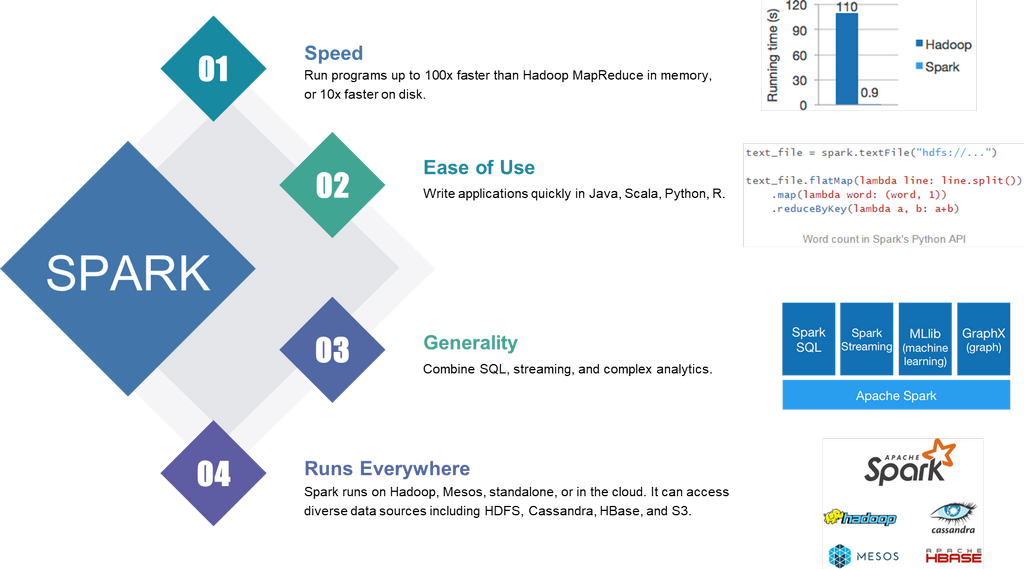 SPARK
01
Speed
Run programs up to 100x faster than Hadoop MapReduce in memory,
or 10x faster on disk.
120
90
60
30
0
Running time (s)
110
0.9
Hadoop
Spark
02
Ease of Use
Write applications quickly in Java, Scala, Python, R.
text_file = spark.textFile("hdfs://...")
text_file.flatMap(lambda line: line.split())
.map(lambda word: (word, 1))
.reduceByKey(lambda a, b: a+b)
Word count in Spark's Python API
03
Generality
Combine SQL, streaming, and complex analytics.
Spark
SQL
Spark
Streaming
MLlib
(machine
learning)
GraphX
(graph)
Apache Spark
04
Runs Everywhere
Spark runs on Hadoop, Mesos, standalone, or in the cloud. It can access
diverse data sources including HDFS, Cassandra, HBase, and S3.
APACHE
Spark
hadoop
cassandra
MESOS
APACHE
HBASE